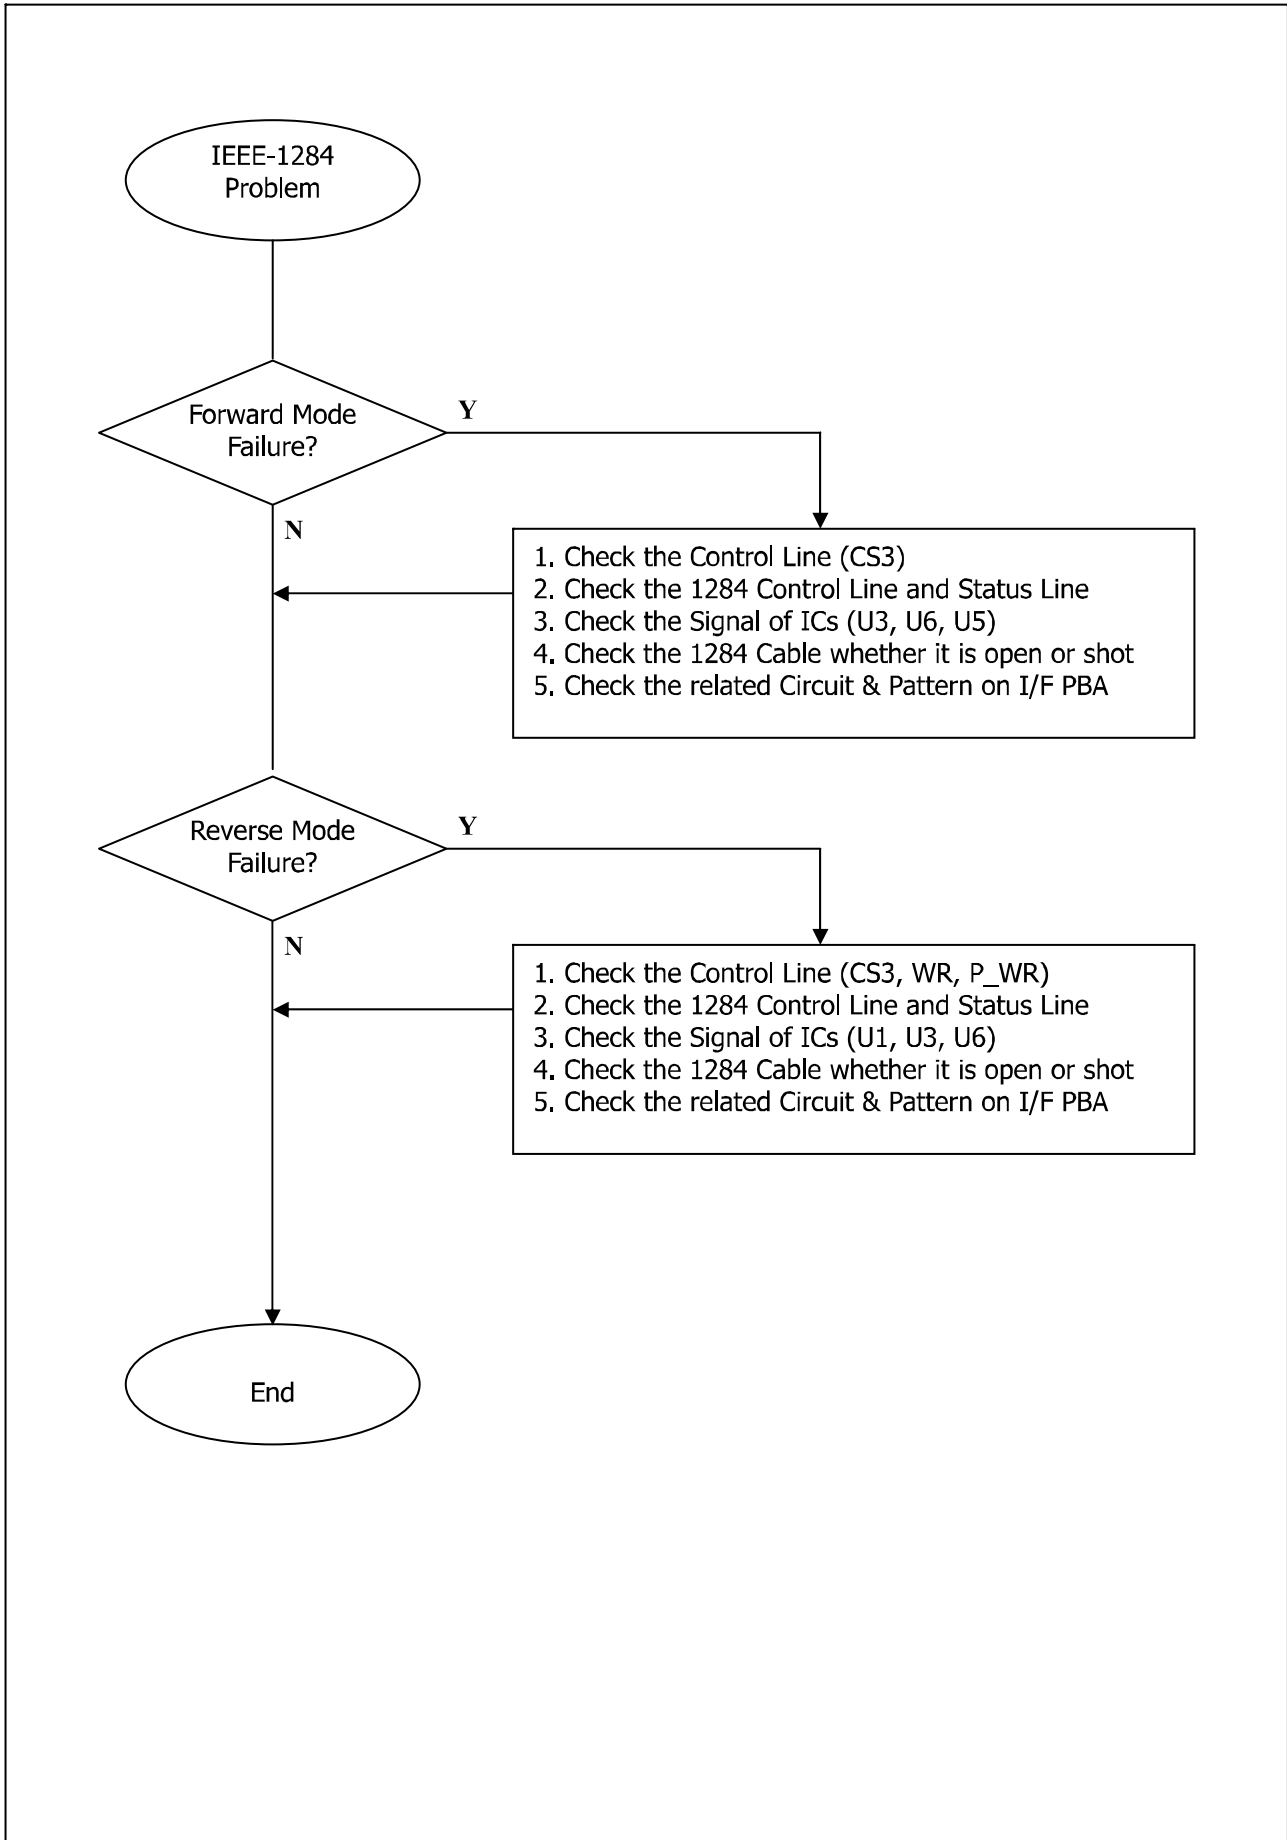 IEEE-1284
Problem
Forward Mode
Failure?
Y
N
1. Check the Control Line (CS3)
2. Check the 1284 Control Line and Status Line
3. Check the Signal of ICs (U3, U6, U5)
4. Check the 1284 Cable whether it is open or shot
5. Check the related Circuit & Pattern on I/F PBA
Reverse Mode
Failure?
Y
N
1. Check the Control Line (CS3, WR, P_WR)
2. Check the 1284 Control Line and Status Line
3. Check the Signal of ICs (U1, U3, U6)
4. Check the 1284 Cable whether it is open or shot
5. Check the related Circuit & Pattern on I/F PBA
End